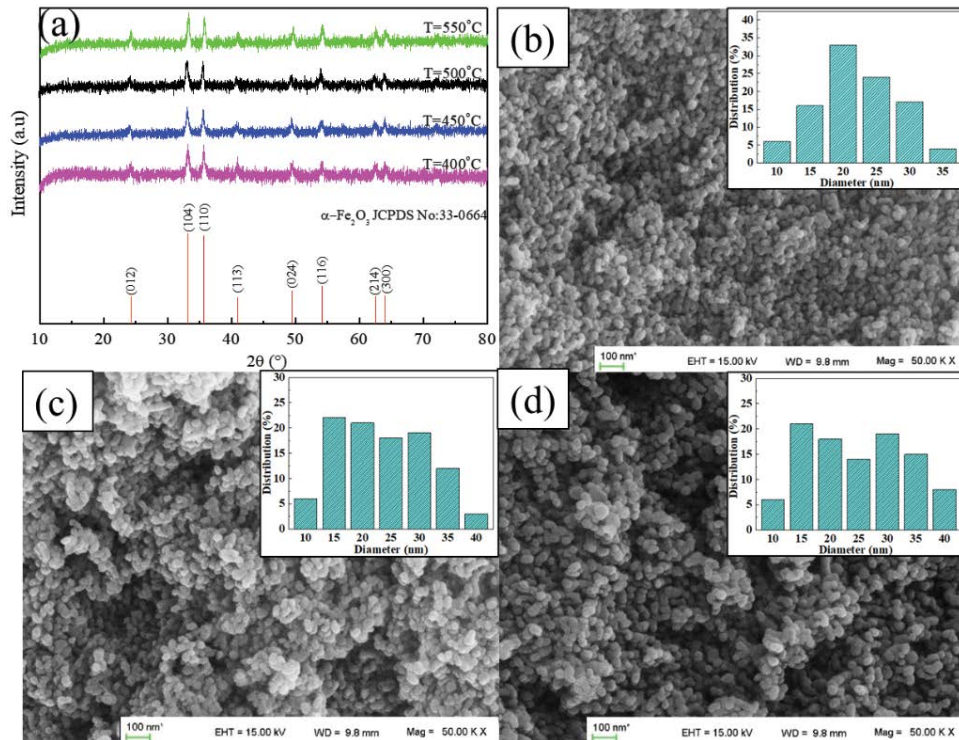 (a)
T=550°C
T=500°C
T=450°C
T=400°C
α–Fe₂O₃ JCPDS No:33-0664
(012)
(104)
(110)
(113)
(024)
(116)
(214)
(300)
Intensity (a.u)
10 20 30 40 50 60 70 80
2θ (°)
(b)
Distribution (%)
40
35
30
25
20
15
10
5
0
10 15 20 25 30 35
Diameter (nm)
100 nm* EHT = 15.00 kV WD = 9.8 mm Mag = 50.00 K X
(c)
Distribution (%)
30
25
20
15
10
5
0
10 15 20 25 30 35 40
Diameter (nm)
100 nm* EHT = 15.00 kV WD = 9.8 mm Mag = 50.00 K X
(d)
Distribution (%)
30
25
20
15
10
5
0
10 15 20 25 30 35 40
Diameter (nm)
100 nm* EHT = 15.00 kV WD = 9.8 mm Mag = 50.00 K X